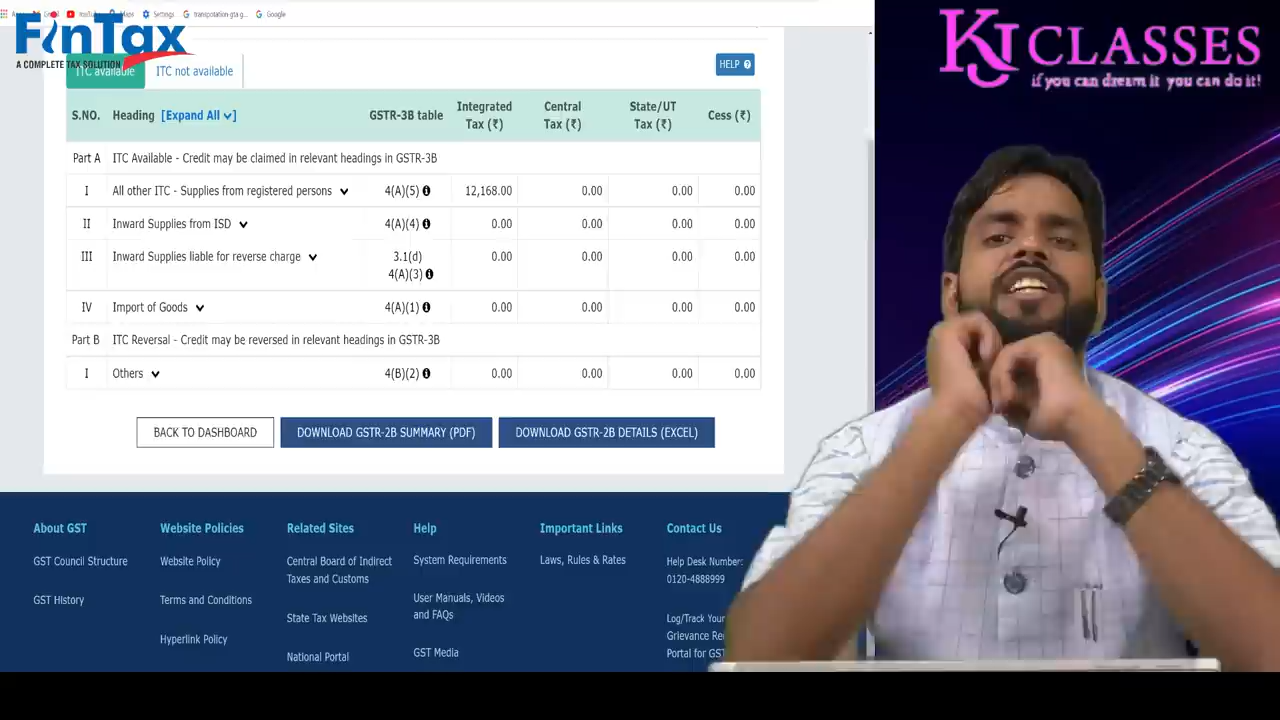 Settings
transpotation-gta g...
Google
FinTax
A COMPLETE TAX SOLUTION
KJ CLASSES
if you can dream it you can do it!
ITC available
ITC not available
HELP
S.NO. Heading [Expand All] GSTR-3B table Integrated Tax (₹) Central Tax (₹) State/UT Tax (₹) Cess (₹)
Part A ITC Available - Credit may be claimed in relevant headings in GSTR-3B
I All other ITC - Supplies from registered persons 4(A)(5) 12,168.00 0.00 0.00 0.00
II Inward Supplies from ISD 4(A)(4) 0.00 0.00 0.00 0.00
III Inward Supplies liable for reverse charge 3.1(d) 0.00 0.00 0.00 0.00
4(A)(3)
IV Import of Goods 4(A)(1) 0.00 0.00 0.00 0.00
Part B ITC Reversal - Credit may be reversed in relevant headings in GSTR-3B
I Others 4(B)(2) 0.00 0.00 0.00 0.00
BACK TO DASHBOARD
DOWNLOAD GSTR-2B SUMMARY (PDF)
DOWNLOAD GSTR-2B DETAILS (EXCEL)
About GST
GST Council Structure
GST History
Website Policies
Website Policy
Terms and Conditions
Hyperlink Policy
Related Sites
Central Board of Indirect
Taxes and Customs
State Tax Websites
National Portal
Help
System Requirements
User Manuals, Videos
and FAQs
GST Media
Important Links
Laws, Rules & Rates
Contact Us
Help Desk Number:
0120-4888999
Log/Track Your
Grievance
Portal for GST